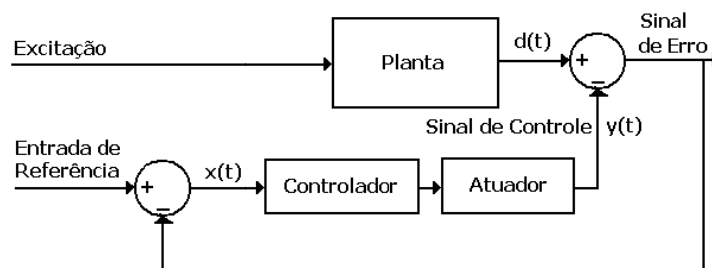 Excitação
Planta
d(t)
+
−
Sinal
de Erro
Sinal de Controle
y(t)
Entrada de
Referência
+
−
x(t)
Controlador
Atuador